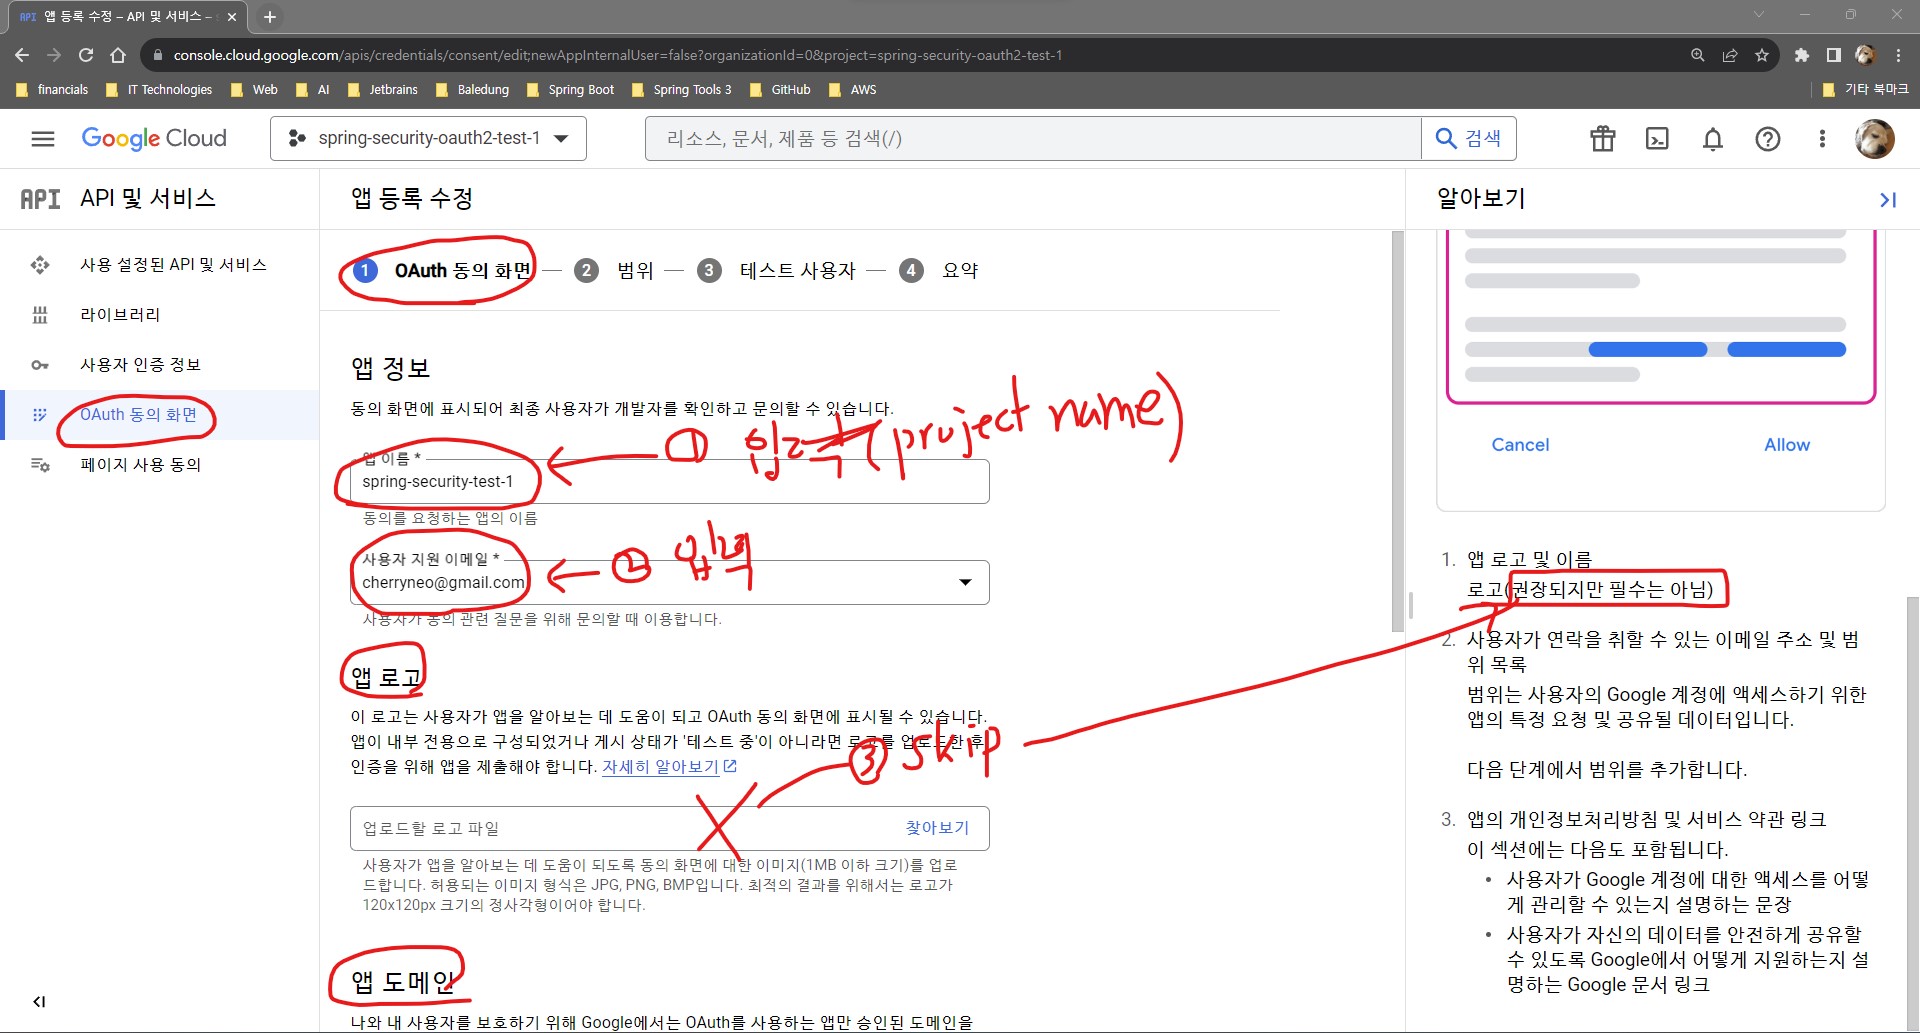 API 앱 등록 수정 – API 및 서비스 –
console.cloud.google.com/apis/credentials/consent/edit;newAppInternalUser=false?organizationId=0&project=spring-security-oauth2-test-1
financials IT Technologies Web AI Jetbrains Baledung Spring Boot Spring Tools 3 GitHub AWS 기타 북마크
Google Cloud spring-security-oauth2-test-1 리소스, 문서, 제품 등 검색(/) 검색
API API 및 서비스
사용 설정된 API 및 서비스
라이브러리
사용자 인증 정보
OAuth 동의 화면
페이지 사용 동의
앱 등록 수정
1 OAuth 동의 화면 — 2 범위 — 3 테스트 사용자 — 4 요약
앱 정보
동의 화면에 표시되어 최종 사용자가 개발자를 확인하고 문의할 수 있습니다.
① 입력 (project name)
앱 이름 *
spring-security-test-1
동의를 요청하는 앱의 이름
② 입력
사용자 지원 이메일 *
cherryneo@gmail.com
사용자가 동의 관련 질문을 위해 문의할 때 이용합니다.
앱 로고
이 로고는 사용자가 앱을 알아보는 데 도움이 되고 OAuth 동의 화면에 표시될 수 있습니다.
앱이 내부 전용으로 구성되었거나 게시 상태가 '테스트 중'이 아니라면 로고를 업로드한 후
인증을 위해 앱을 제출해야 합니다. 자세히 알아보기
③ skip
업로드할 로고 파일 찾아보기
사용자가 앱을 알아보는 데 도움이 되도록 동의 화면에 대한 이미지(1MB 이하 크기)를 업로
드합니다. 허용되는 이미지 형식은 JPG, PNG, BMP입니다. 최적의 결과를 위해서는 로고가
120x120px 크기의 정사각형이어야 합니다.
앱 도메인
나와 내 사용자를 보호하기 위해 Google에서는 OAuth를 사용하는 앱만 승인된 도메인을
알아보기
Cancel Allow
1. 앱 로고 및 이름
로고(권장되지만 필수는 아님)
2. 사용자가 연락을 취할 수 있는 이메일 주소 및 범
위 목록
범위는 사용자의 Google 계정에 액세스하기 위한
앱의 특정 요청 및 공유될 데이터입니다.
다음 단계에서 범위를 추가합니다.
3. 앱의 개인정보처리방침 및 서비스 약관 링크
이 섹션에는 다음도 포함됩니다.
• 사용자가 Google 계정에 대한 액세스를 어떻
게 관리할 수 있는지 설명하는 문장
• 사용자가 자신의 데이터를 안전하게 공유할
수 있도록 Google에서 어떻게 지원하는지 설
명하는 Google 문서 링크